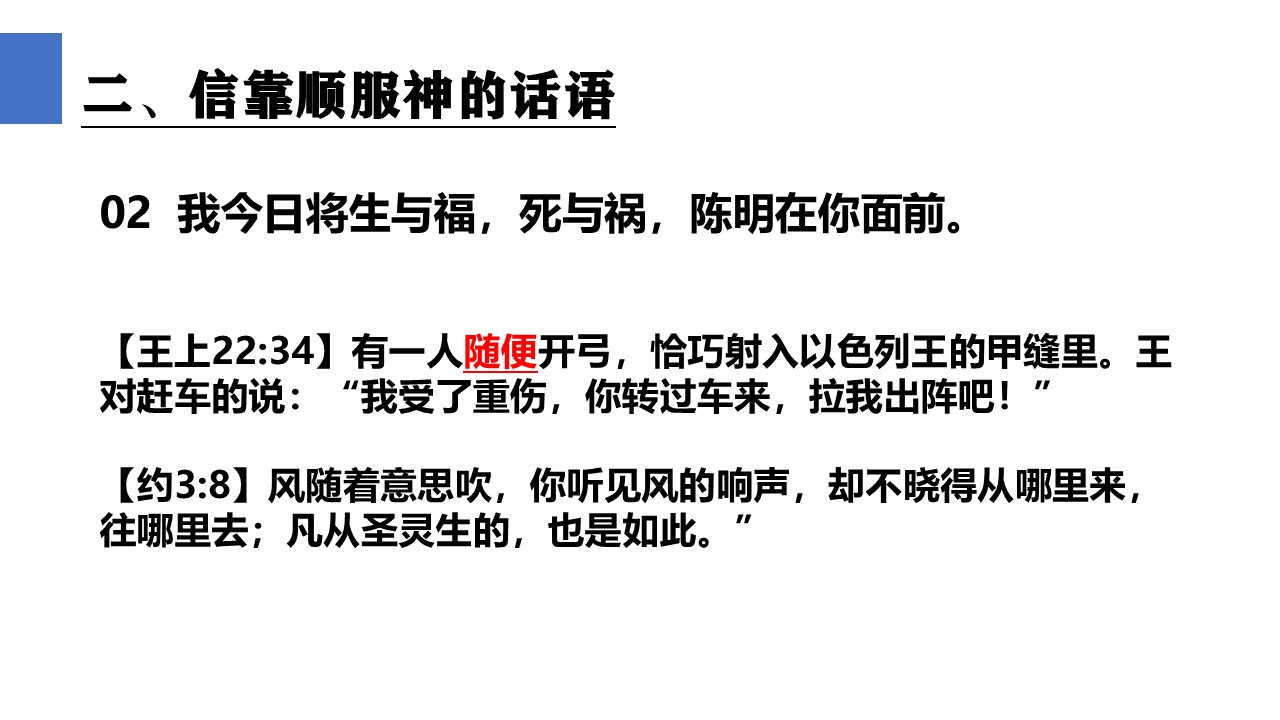 二、信靠顺服神的话语
02 我今日将生与福，死与祸，陈明在你面前。
【王上22:34】有一人随便开弓，恰巧射入以色列王的甲缝里。王
对赶车的说：“我受了重伤，你转过车来，拉我出阵吧！”
【约3:8】风随着意思吹，你听见风的响声，却不晓得从哪里来，
往哪里去；凡从圣灵生的，也是如此。”